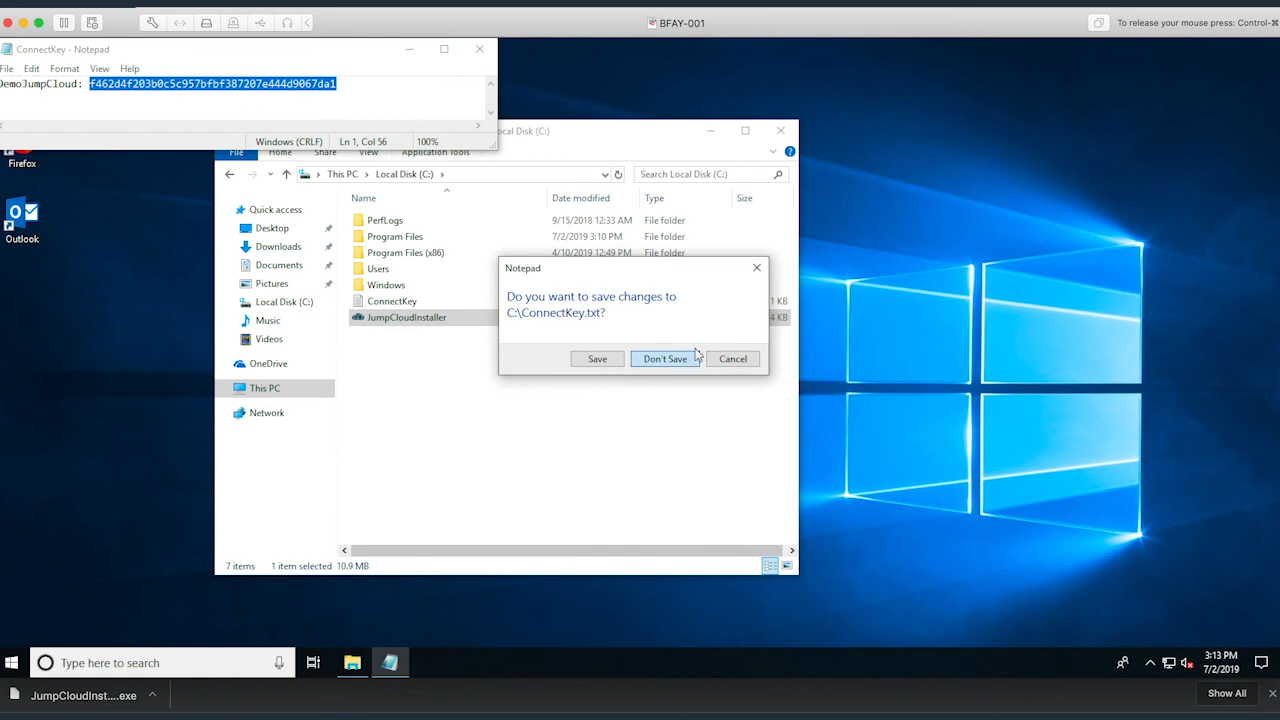 BFAY-001
To release your mouse press: Control-⌘
ConnectKey - Notepad
File Edit Format View Help
DemoJumpCloud: f462d4f203b0c5c957bfbf387207e444d9067da1
Windows (CRLF) Ln 1, Col 56 100%
Local Disk (C:)
File Home Share View Application Tools
This PC > Local Disk (C:) >
Search Local Disk (C:)
Name Date modified Type Size
Quick access
Desktop
Downloads
Documents
Pictures
Local Disk (C:)
Music
Videos
OneDrive
This PC
Network
PerfLogs 9/15/2018 12:33 AM File folder
Program Files 7/2/2019 3:10 PM File folder
Program Files (x86) 4/10/2019 12:49 PM File folder
Users
Windows
ConnectKey 1 KB
JumpCloudInstaller 4 KB
Notepad
Do you want to save changes to
C:\ConnectKey.txt?
Save Don't Save Cancel
7 items 1 item selected 10.9 MB
Firefox
Outlook
Type here to search
3:13 PM
7/2/2019
JumpCloudInst....exe
Show All